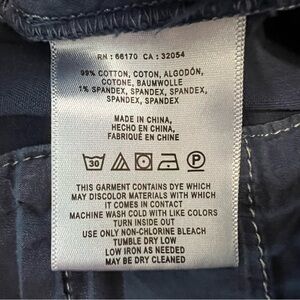 RN : 66170 CA : 32054
99% COTTON, COTON, ALGODÓN,
COTONE, BAUMWOLLE
1% SPANDEX, SPANDEX,
SPANDEX, SPANDEX
MADE IN CHINA,
HECHO EN CHINA,
FABRIQUÉ EN CHINE
30 P
THIS GARMENT CONTAINS DYE WHICH
MAY DISCOLOR MATERIALS WITH WHICH
IT COMES IN CONTACT
MACHINE WASH COLD WITH LIKE COLORS
TURN INSIDE OUT
USE ONLY NON-CHLORINE BLEACH
TUMBLE DRY LOW
LOW IRON AS NEEDED
MAY BE DRY CLEANED